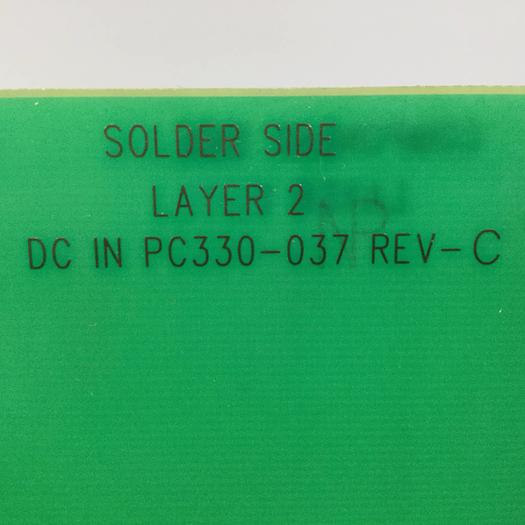 SOLDER SIDE
LAYER 2
DC IN PC330-037 REV-C